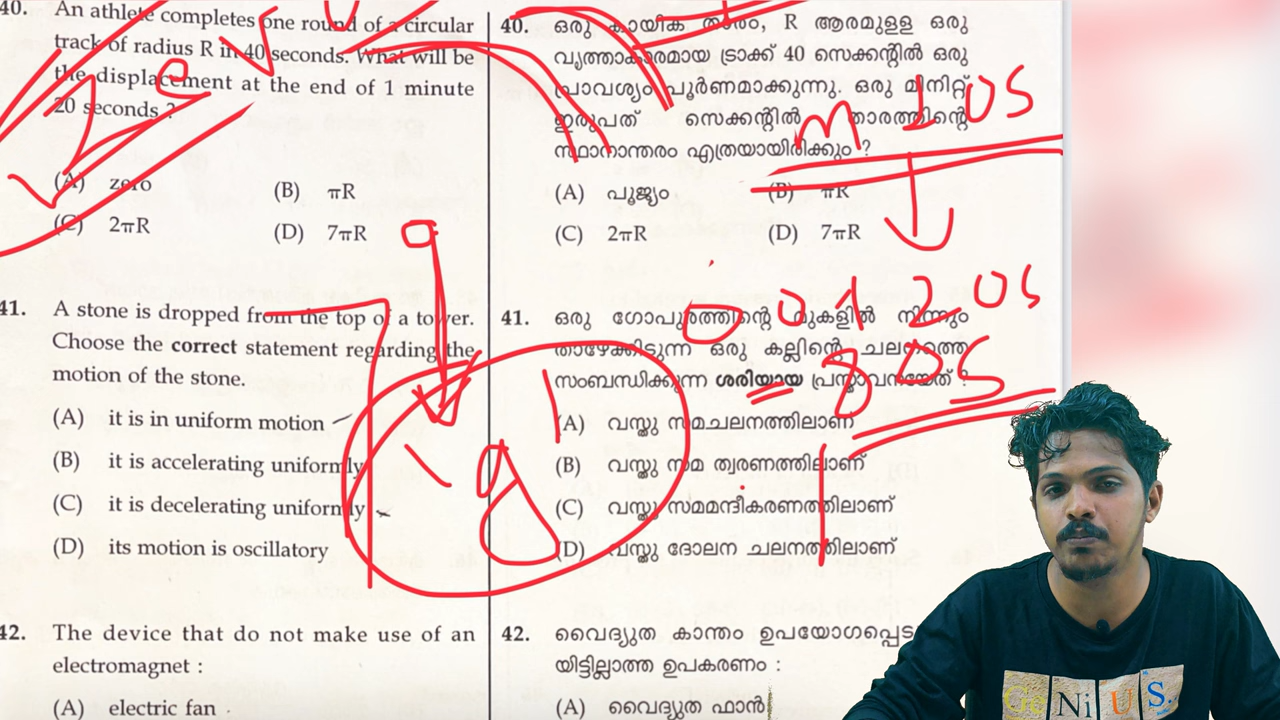 40. An athlete completes one round of a circular
track of radius R in 40 seconds. What will be
the displacement at the end of 1 minute
20 seconds ?
(A) zero
(B) πR
(C) 2πR
(D) 7πR
41. A stone is dropped from the top of a tower.
Choose the correct statement regarding the
motion of the stone.
(A) it is in uniform motion
(B) it is accelerating uniformly
(C) it is decelerating uniformly
(D) its motion is oscillatory
42. The device that do not make use of an
electromagnet :
(A) electric fan
40. ഒരു കായിക താരം, R ആരമുളള ഒരു
വൃത്താകാരമായ ട്രാക്ക് 40 സെക്കന്റിൽ ഒരു
പ്രാവശ്യം പൂർണമാക്കുന്നു. ഒരു മിനിറ്റ്
ഇരുപത് സെക്കന്റിൽ താരത്തിന്റെ
സ്ഥാനാന്തരം എത്രയായിരിക്കും ?
(A) പൂജ്യം
(B) πR
(C) 2πR
(D) 7πR
41. ഒരു ഗോപുരത്തിന്റെ മുകളിൽ നിന്നും
താഴേക്കിടുന്ന ഒരു കല്ലിന്റെ ചലനത്തെ
സംബന്ധിക്കുന്ന ശരിയായ പ്രസ്താവനയേത് ?
(A) വസ്തു സമചലനത്തിലാണ്
(B) വസ്തു സമ ത്വരണത്തിലാണ്
(C) വസ്തു സമമന്ദീകരണത്തിലാണ്
(D) വസ്തു ദോലന ചലനത്തിലാണ്
42. വൈദ്യുത കാന്തം ഉപയോഗപ്പെട
യിട്ടില്ലാത്ത ഉപകരണം :
(A) വൈദ്യുത ഫാൻ
20s
80s
g
GeNiUS.